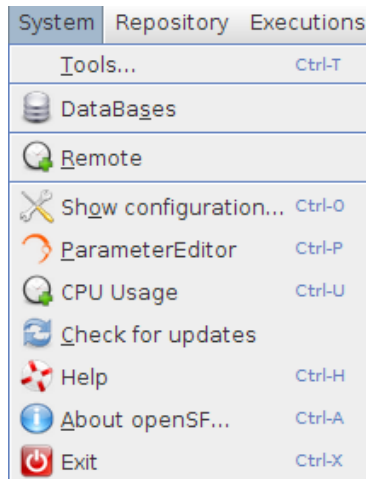 System Repository Executions
Tools... Ctrl-T
DataBases
Remote
Show configuration... Ctrl-O
ParameterEditor Ctrl-P
CPU Usage Ctrl-U
Check for updates
Help Ctrl-H
About openSF... Ctrl-A
Exit Ctrl-X